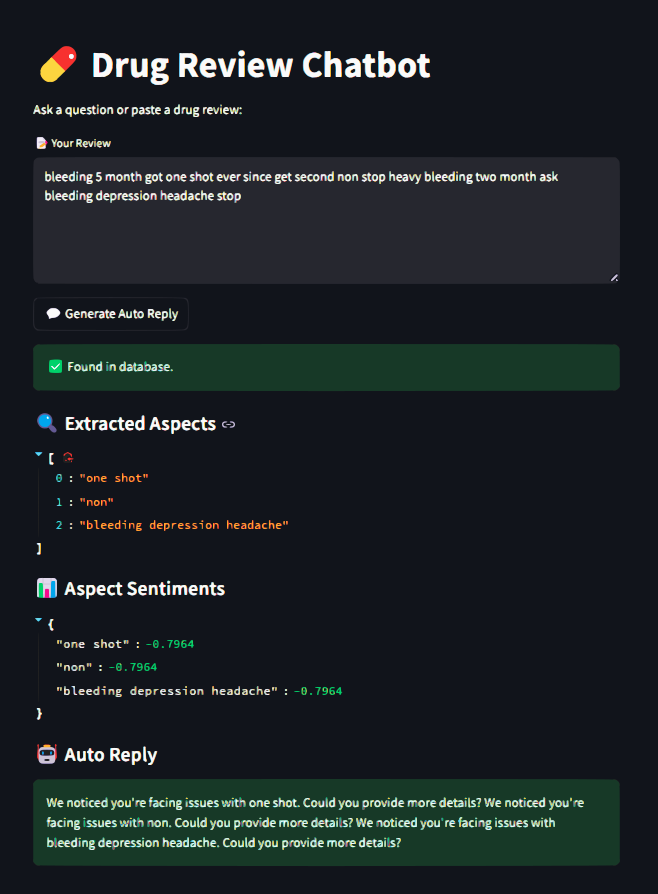 Drug Review Chatbot
Ask a question or paste a drug review:
Your Review
bleeding 5 month got one shot ever since get second non stop heavy bleeding two month ask
bleeding depression headache stop
Generate Auto Reply
Found in database.
Extracted Aspects
[
0 : "one shot"
1 : "non"
2 : "bleeding depression headache"
]
Aspect Sentiments
{
"one shot" : -0.7964
"non" : -0.7964
"bleeding depression headache" : -0.7964
}
Auto Reply
We noticed you're facing issues with one shot. Could you provide more details? We noticed you're
facing issues with non. Could you provide more details? We noticed you're facing issues with
bleeding depression headache. Could you provide more details?